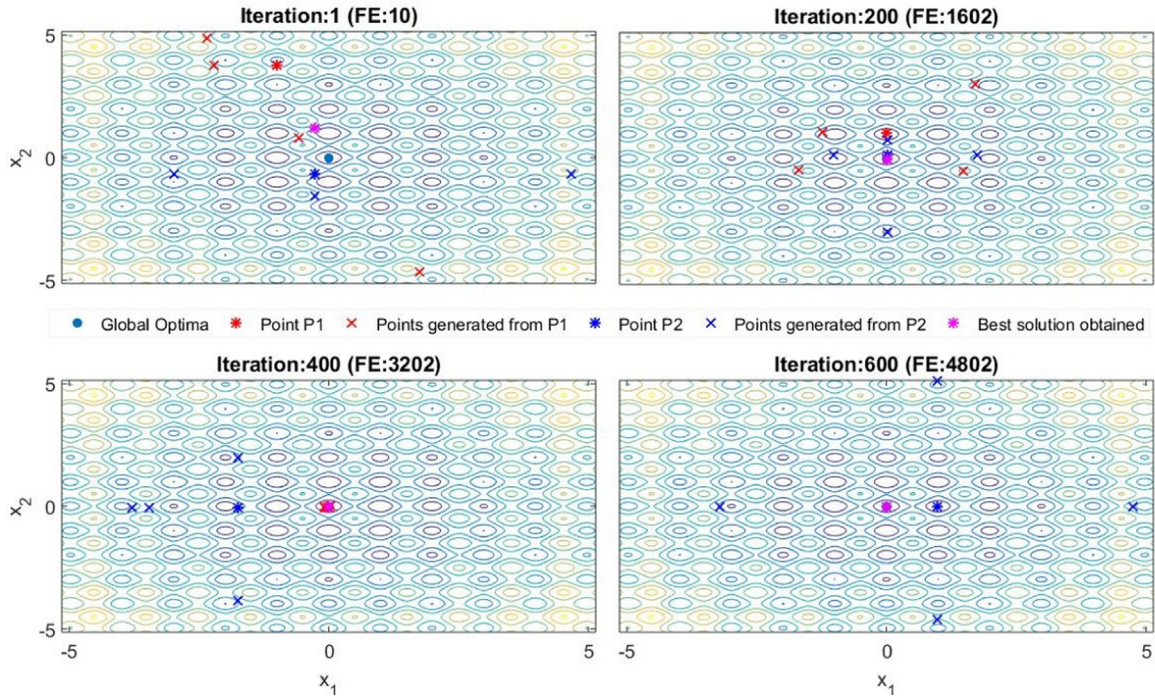 Iteration:1 (FE:10)
Iteration:200 (FE:1602)
5
x2
0
-5
Global Optima
Point P1
Points generated from P1
Point P2
Points generated from P2
Best solution obtained
Iteration:400 (FE:3202)
Iteration:600 (FE:4802)
5
x2
0
-5
-5
0
5
-5
0
5
x1
x1